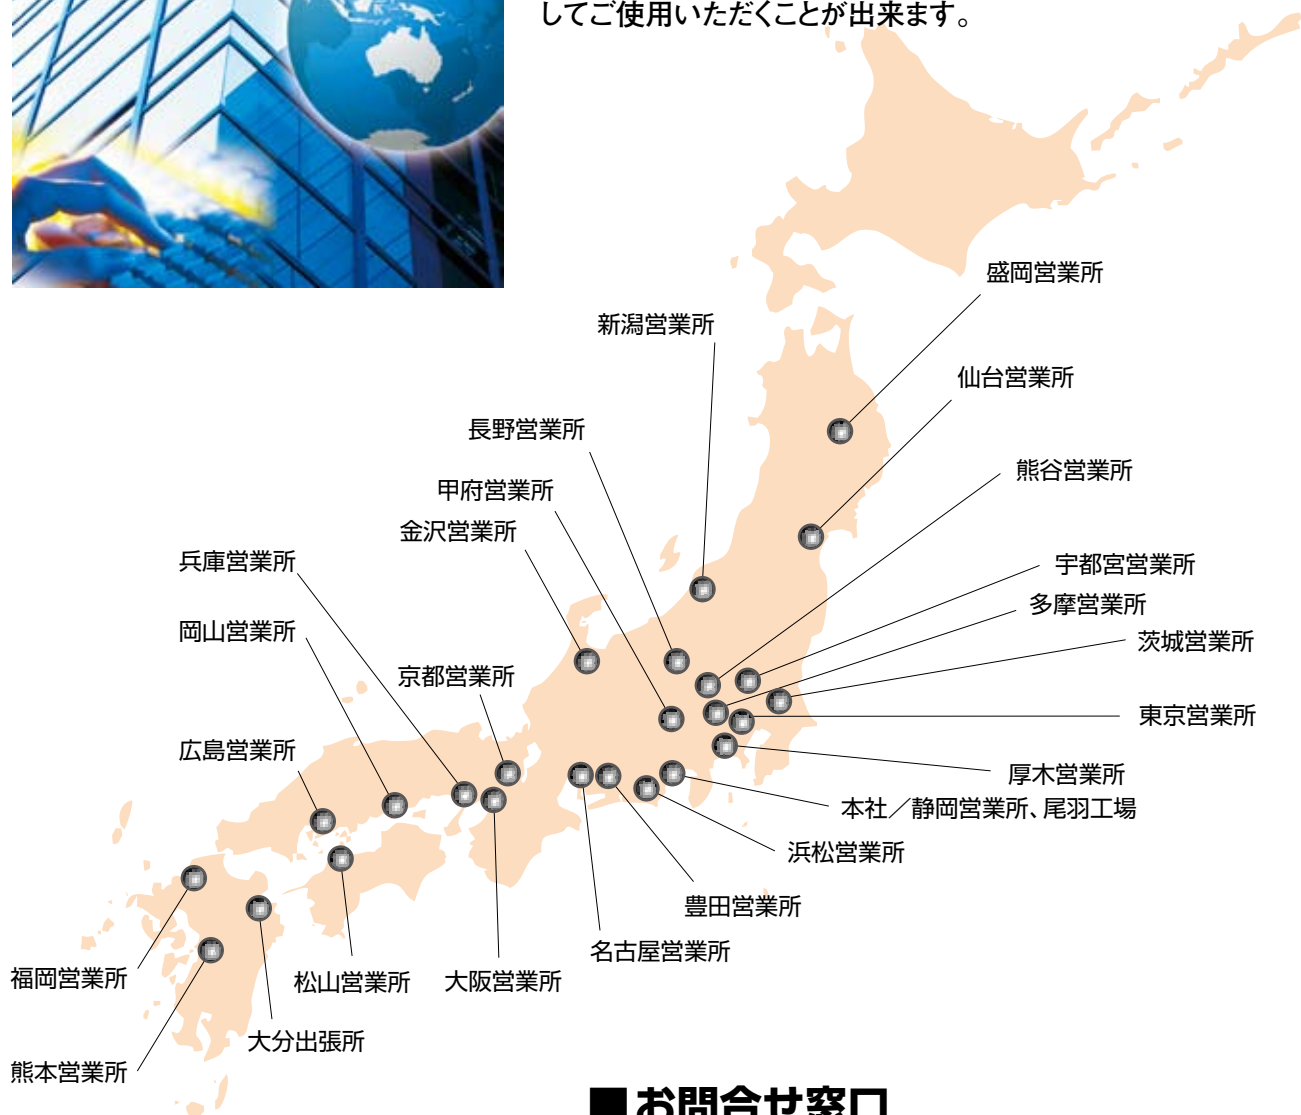 してご使用いただくことが出来ます。
盛岡営業所
新潟営業所
仙台営業所
長野営業所
熊谷営業所
甲府営業所
金沢営業所
兵庫営業所
宇都宮営業所
多摩営業所
岡山営業所
茨城営業所
京都営業所
東京営業所
広島営業所
厚木営業所
本社／静岡営業所、尾羽工場
浜松営業所
豊田営業所
名古屋営業所
福岡営業所
松山営業所
大阪営業所
大分出張所
熊本営業所
■お問合せ窓口